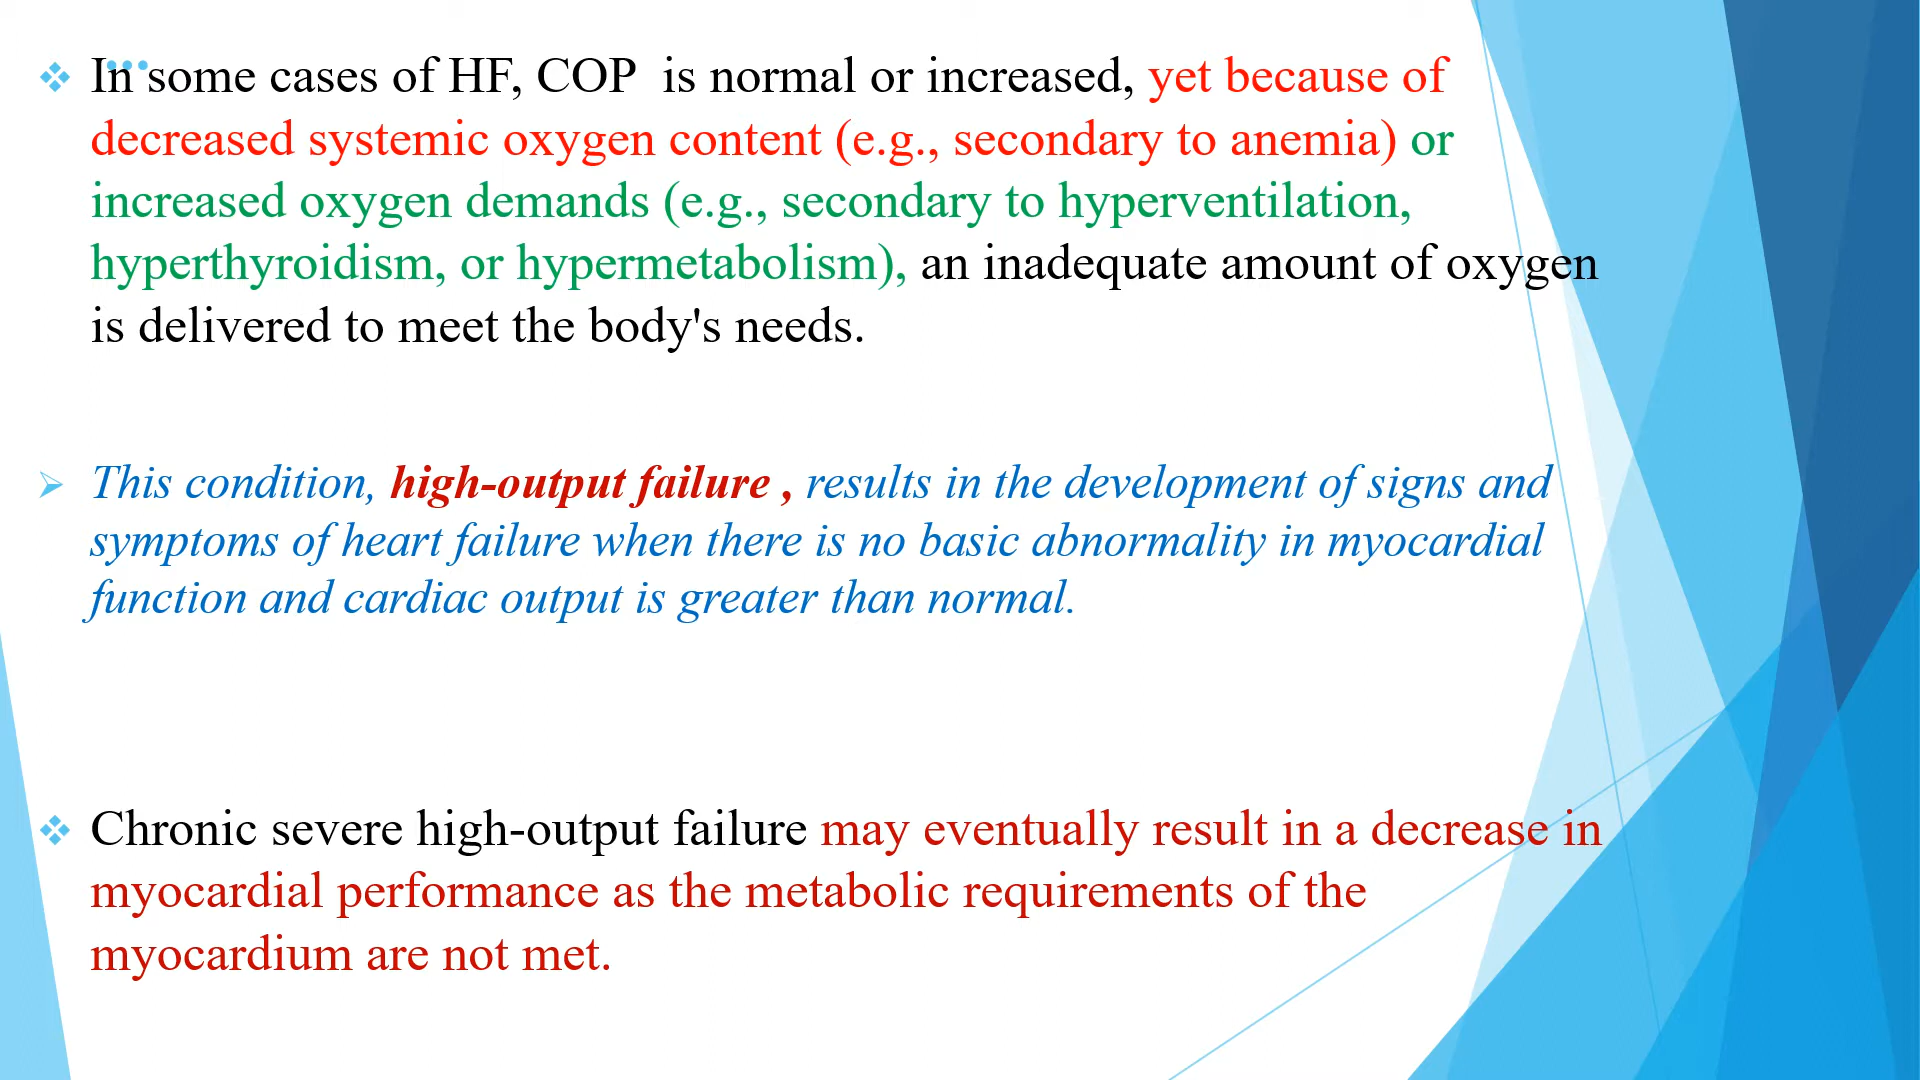 ...
In some cases of HF, COP is normal or increased, yet because of
decreased systemic oxygen content (e.g., secondary to anemia) or
increased oxygen demands (e.g., secondary to hyperventilation,
hyperthyroidism, or hypermetabolism), an inadequate amount of oxygen
is delivered to meet the body's needs.
This condition, high-output failure , results in the development of signs and
symptoms of heart failure when there is no basic abnormality in myocardial
function and cardiac output is greater than normal.
Chronic severe high-output failure may eventually result in a decrease in
myocardial performance as the metabolic requirements of the
myocardium are not met.